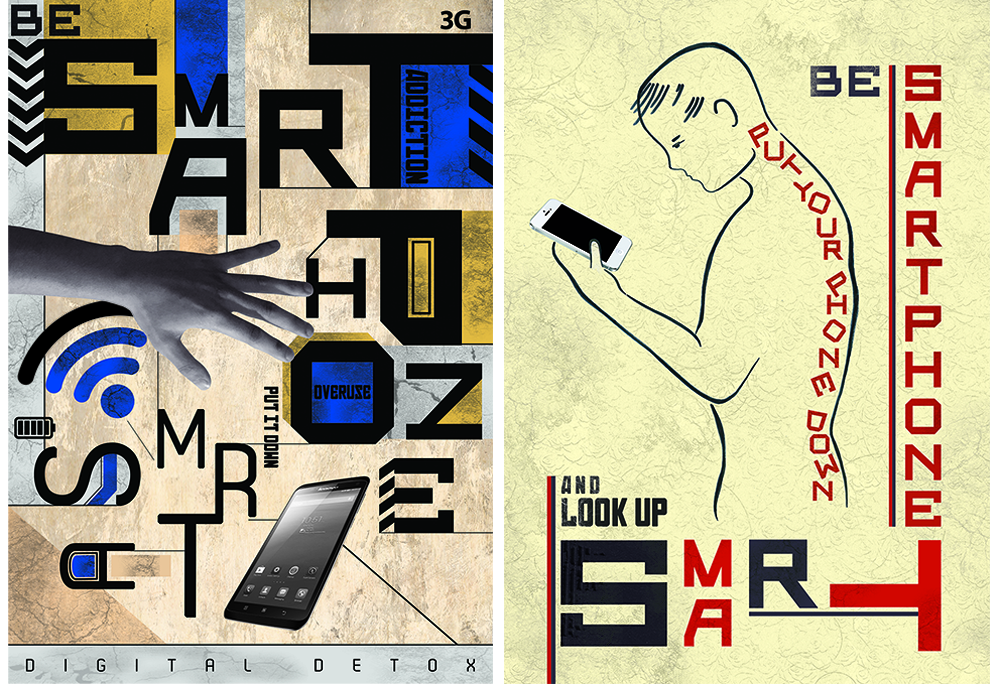 BE
3G
SMART
ADDICTION
PHONE
OVERUSE
PUT IT DOWN
SMART
DIGITAL DETOX
BE
SMARTPHONE
PUT YOUR PHONE DOWN
AND
LOOK UP
SMART